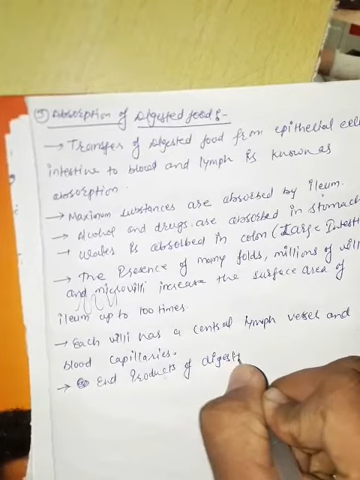 Absorption of Digested food:-
→ Transfer of digested food from epithelial cells
intestine to blood and lymph is known as
absorption.
→ Maximum substances are absorbed by ileum.
→ Alcohol and drugs are absorbed in stomach
→ Water is absorbed in colon (Large Intesti
→ The Presence of many folds, millions of villi
and microvilli increase the surface area of
ileum up to 100 times.
→ Each villi has a central lymph vessel and
blood capillaries.
→ End Products of digest